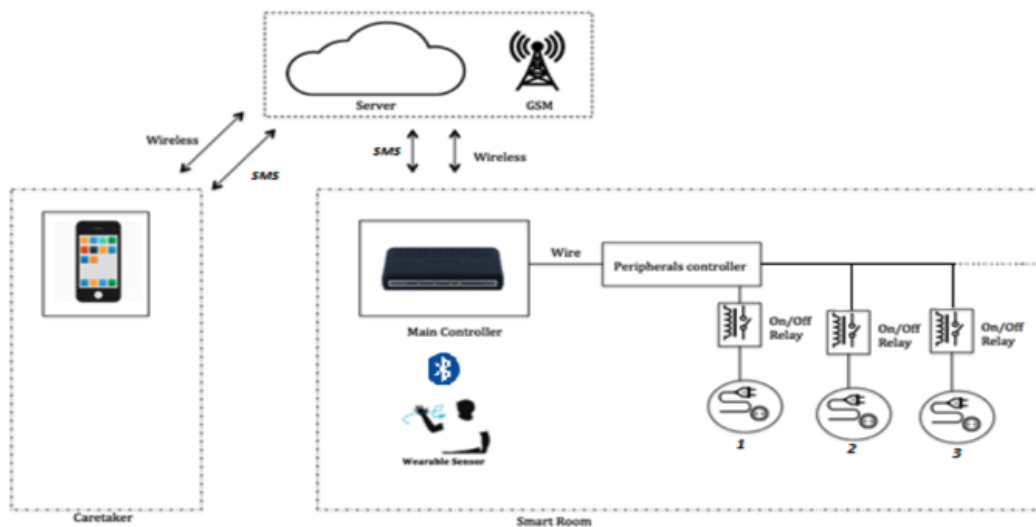 Server
GSM
Wireless
SMS
SMS
Wireless
Wire
Peripherals controller
Main Controller
On/Off
Relay
On/Off
Relay
On/Off
Relay
1
2
3
Wearable Sensor
Caretaker
Smart Room